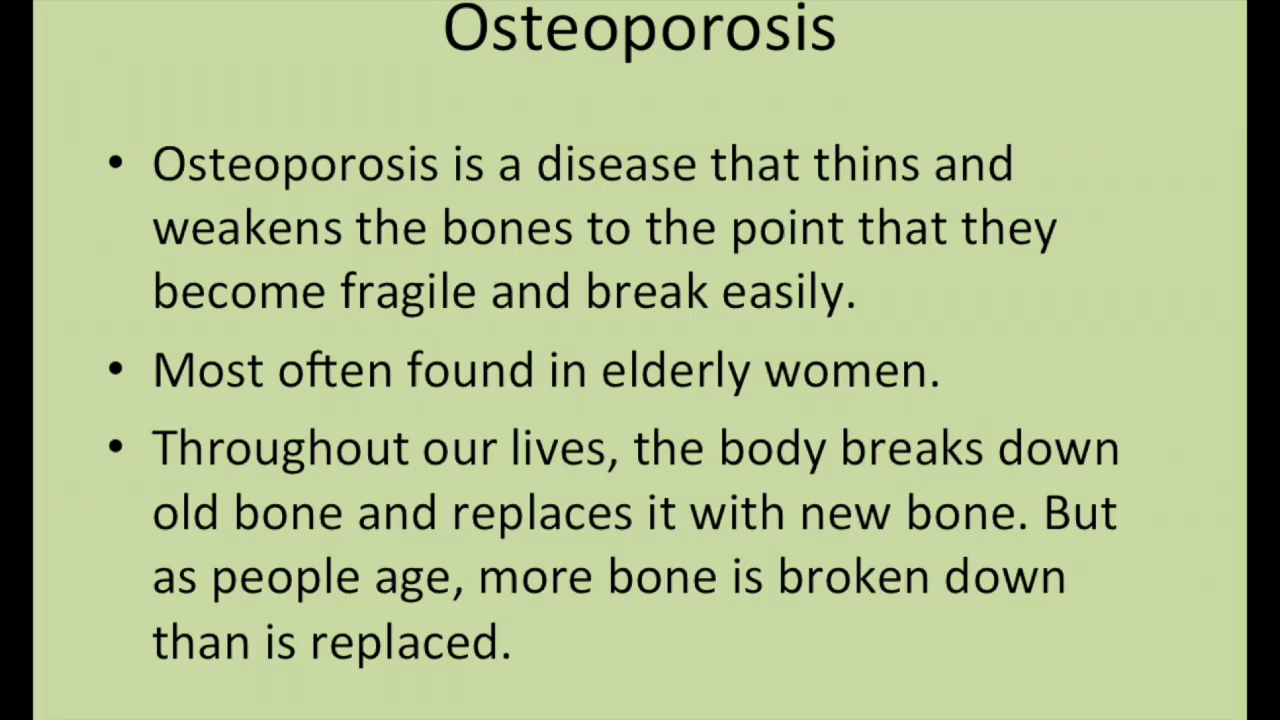 Osteoporosis
• Osteoporosis is a disease that thins and
weakens the bones to the point that they
become fragile and break easily.
• Most often found in elderly women.
• Throughout our lives, the body breaks down
old bone and replaces it with new bone. But
as people age, more bone is broken down
than is replaced.